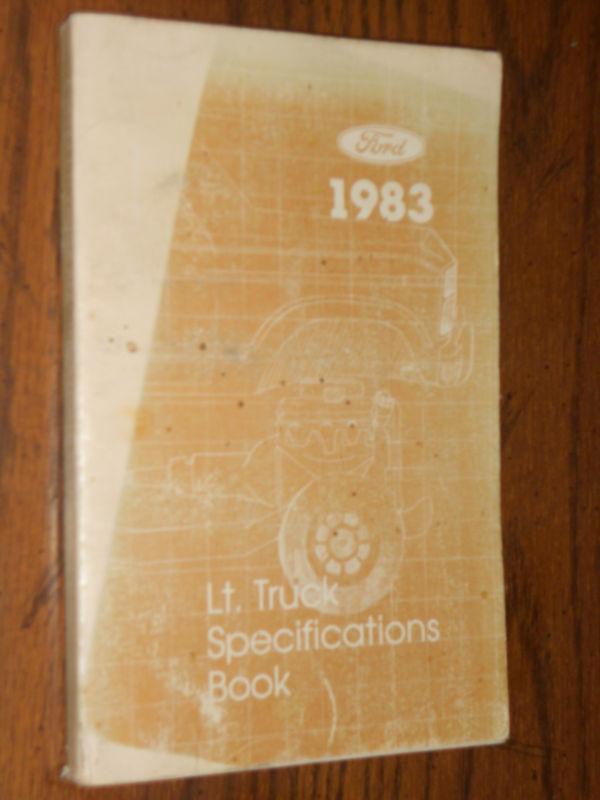 Ford
1983
Lt. Truck
Specifications
Book